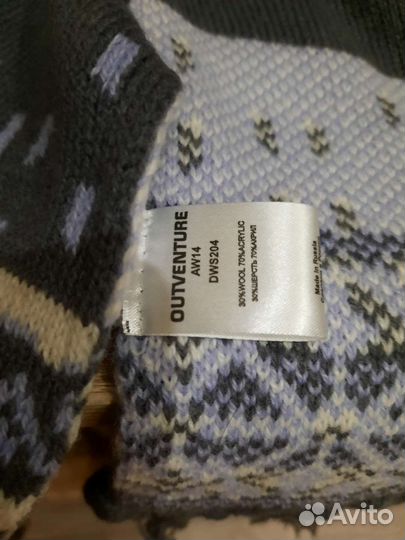 OUTVENTURE
AW14
DWS204
30%WOOL 70%ACRYLIC
30%ШЕРСТЬ 70%АКРИЛ
Made in Russia
Avito